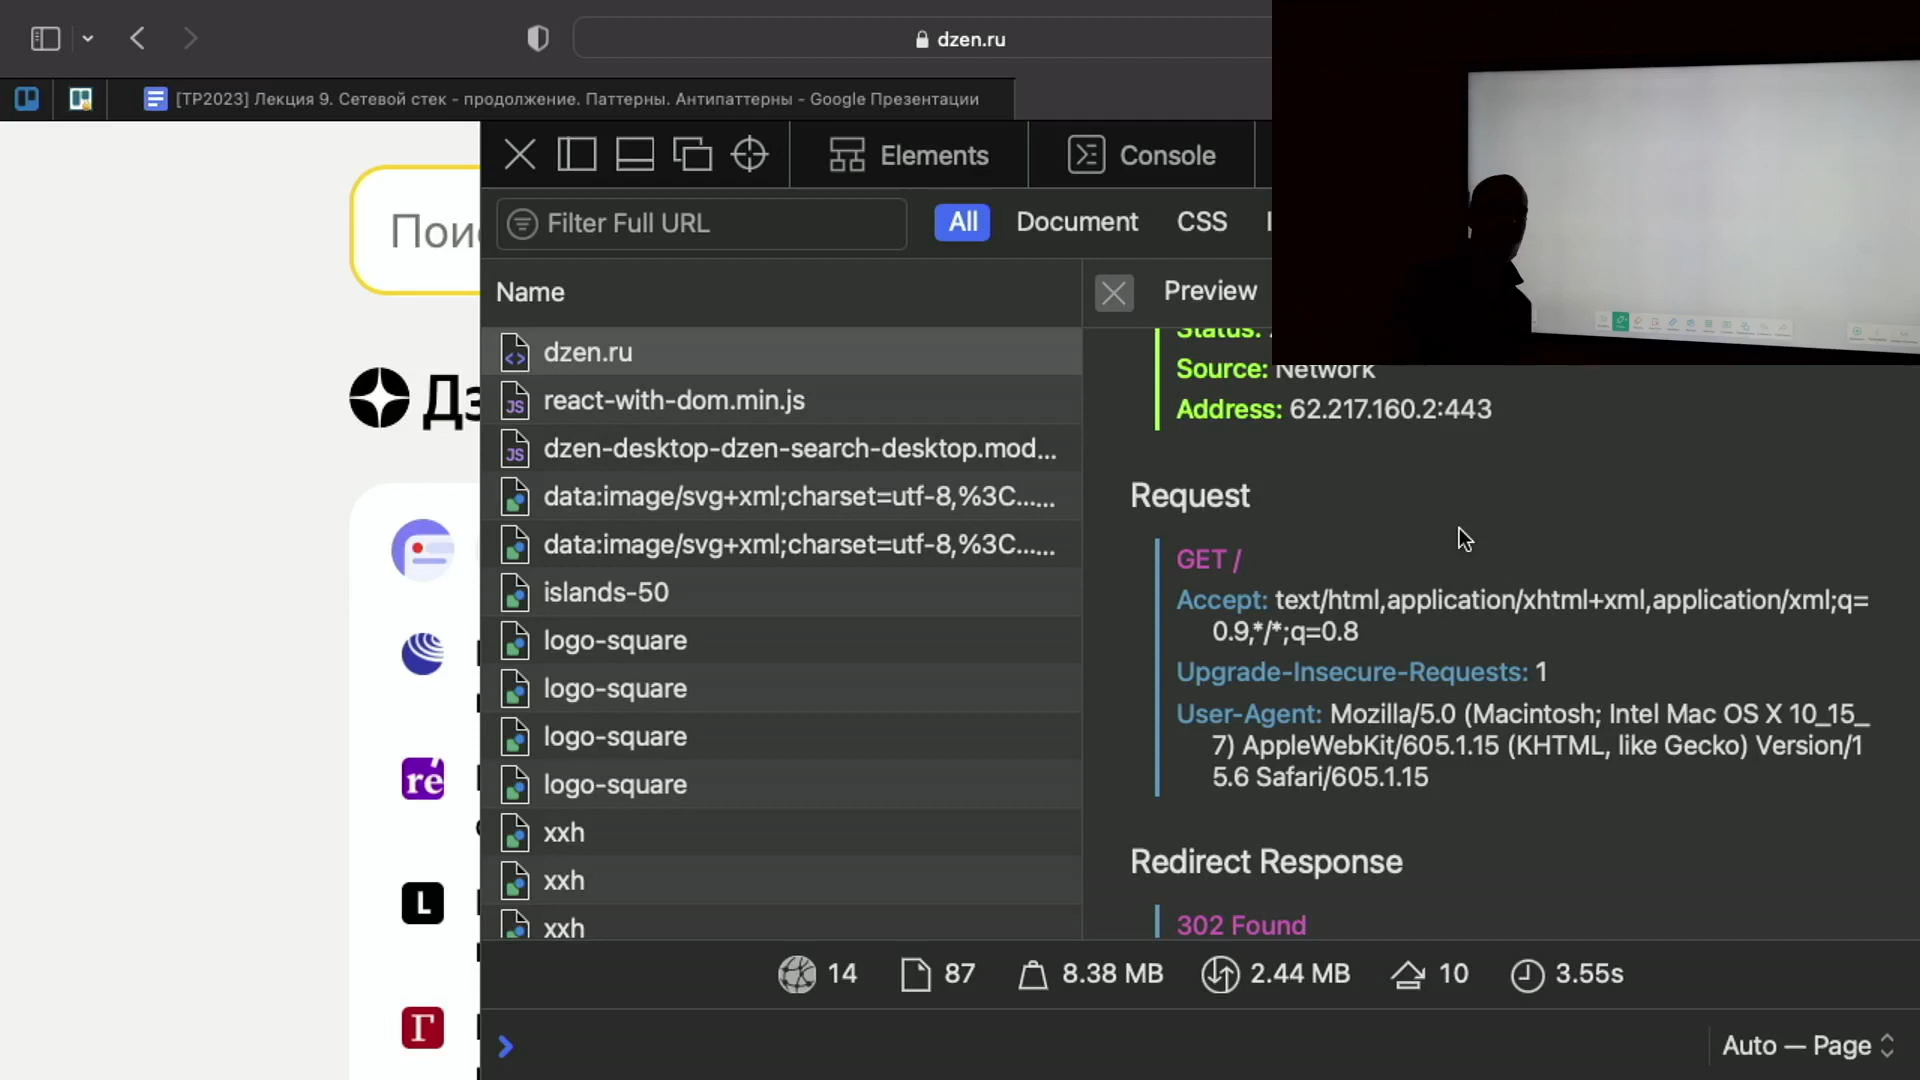 dzen.ru
[ТР2023] Лекция 9. Сетевой стек - продолжение. Паттерны. Антипаттерны - Google Презентации
Elements
Console
Filter Full URL
All
Document
CSS
Name
Preview
Пои
Дз
dzen.ru
react-with-dom.min.js
dzen-desktop-dzen-search-desktop.mod...
data:image/svg+xml;charset=utf-8,%3C......
data:image/svg+xml;charset=utf-8,%3C......
islands-50
logo-square
logo-square
logo-square
logo-square
xxh
xxh
xxh
Status:
Source: Network
Address: 62.217.160.2:443
Request
GET /
Accept: text/html,application/xhtml+xml,application/xml;q=
0.9,*/*;q=0.8
Upgrade-Insecure-Requests: 1
User-Agent: Mozilla/5.0 (Macintosh; Intel Mac OS X 10_15_
7) AppleWebKit/605.1.15 (KHTML, like Gecko) Version/1
5.6 Safari/605.1.15
Redirect Response
302 Found
ré
L
Г
14
87
8.38 MB
2.44 MB
10
3.55s
Auto — Page